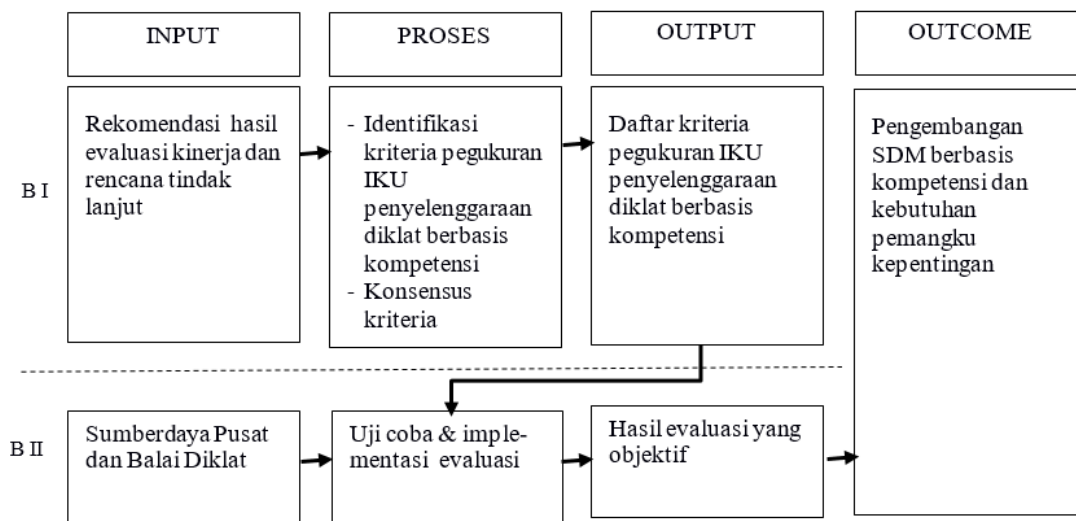 INPUT
PROSES
OUTPUT
OUTCOME
B I
Rekomendasi hasil
evaluasi kinerja dan
rencana tindak
lanjut
- Identifikasi
kriteria pegukuran
IKU
penyelenggaraan
diklat berbasis
kompetensi
- Konsensus
kriteria
Daftar kriteria
pegukuran IKU
penyelenggaraan
diklat berbasis
kompetensi
Pengembangan
SDM berbasis
kompetensi dan
kebutuhan
pemangku
kepentingan
B II
Sumberdaya Pusat
dan Balai Diklat
Uji coba & imple-
mentasi evaluasi
Hasil evaluasi yang
objektif